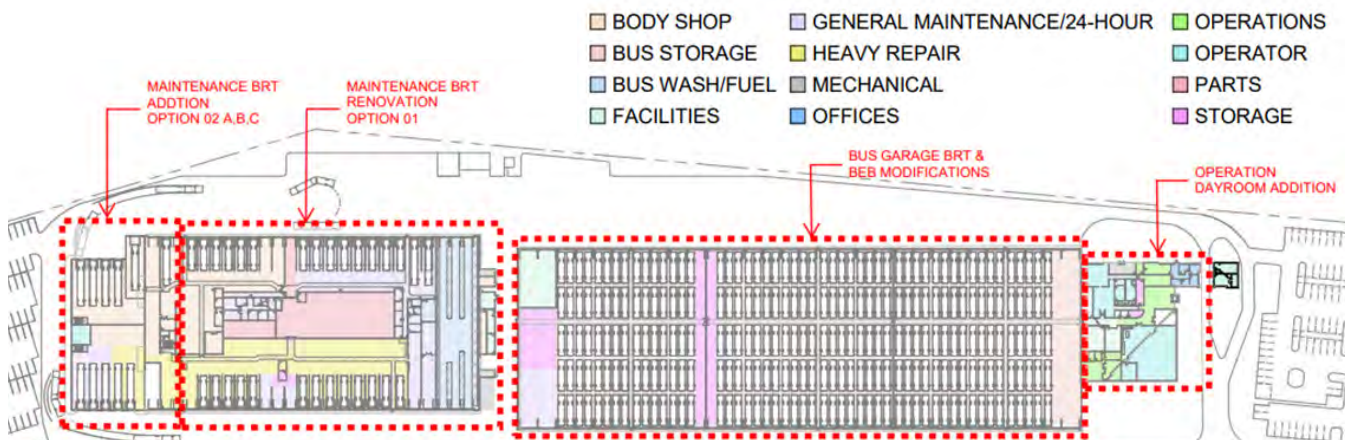 BODY SHOP
BUS STORAGE
BUS WASH/FUEL
FACILITIES
GENERAL MAINTENANCE/24-HOUR
HEAVY REPAIR
MECHANICAL
OFFICES
OPERATIONS
OPERATOR
PARTS
STORAGE
MAINTENANCE BRT
ADDTION
OPTION 02 A,B,C
MAINTENANCE BRT
RENOVATION
OPTION 01
BUS GARAGE BRT &
BEB MODIFICATIONS
OPERATION
DAYROOM ADDITION